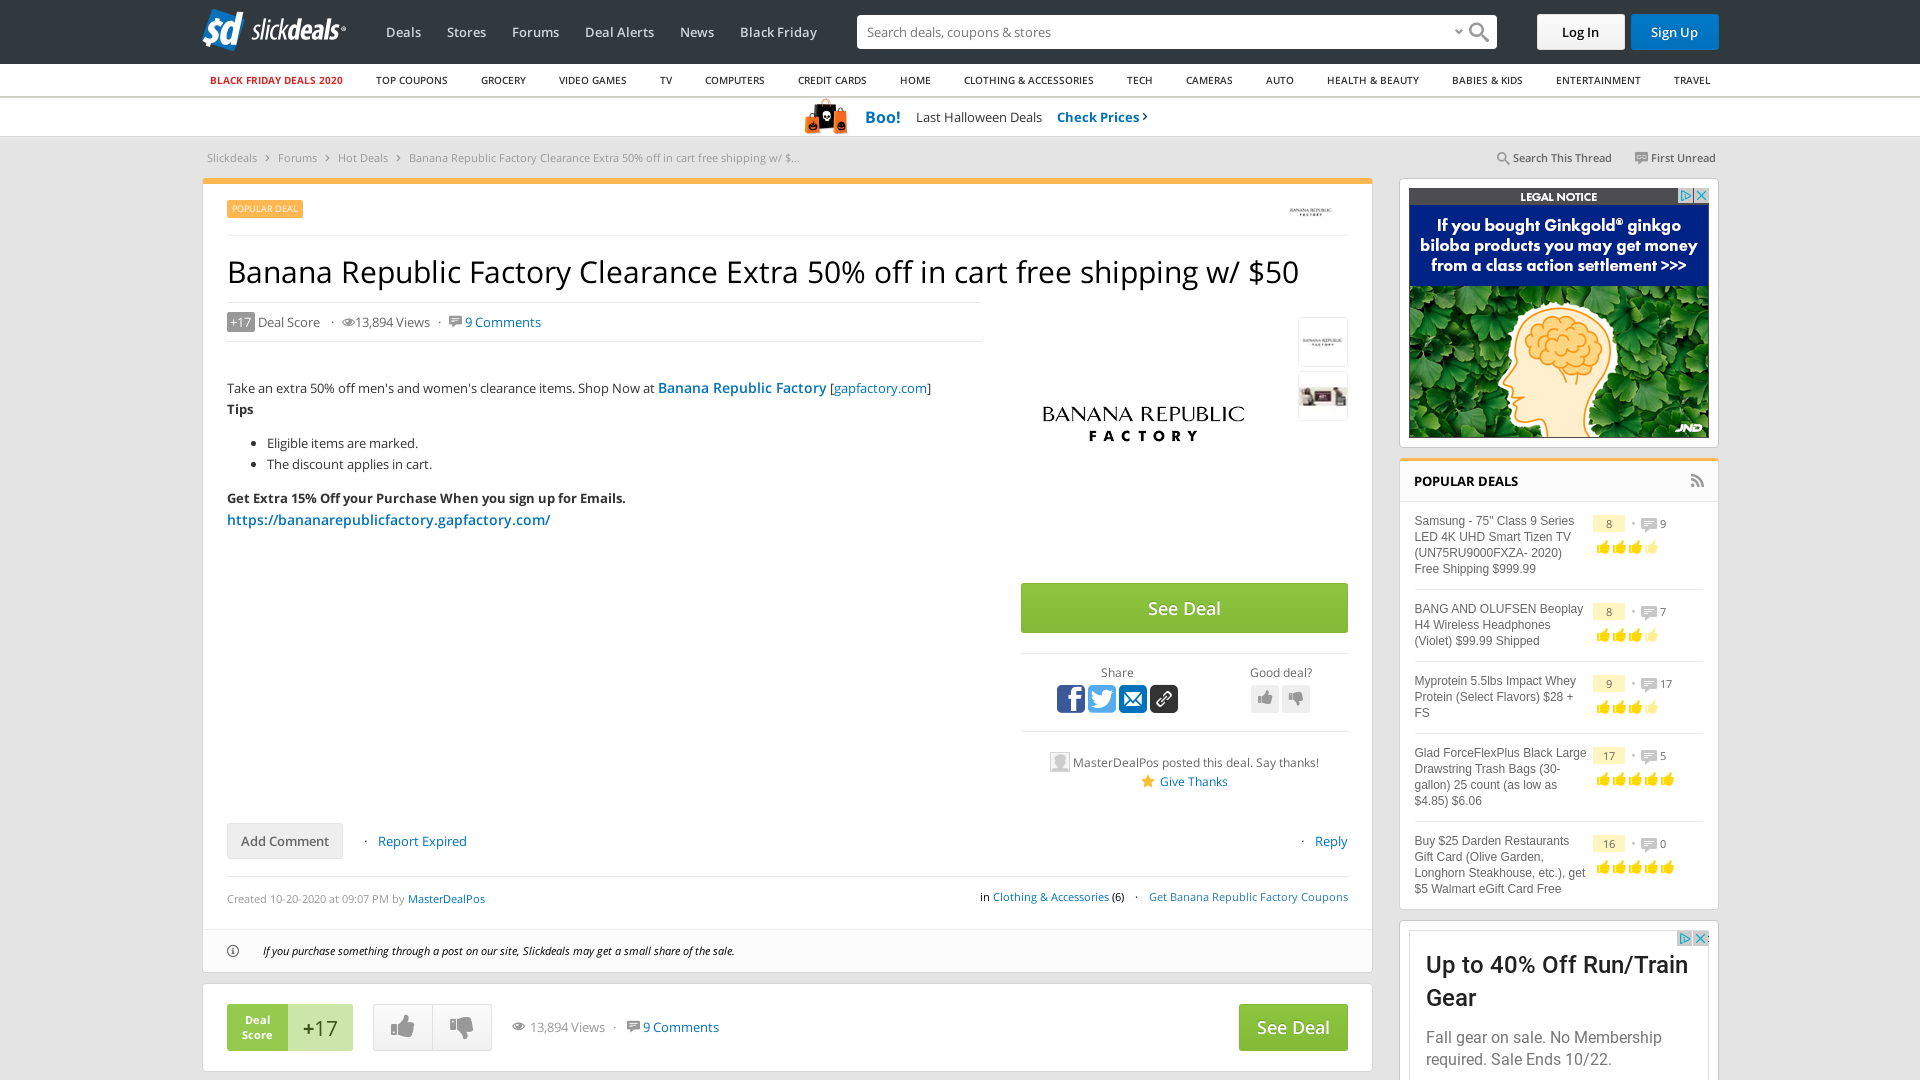 slickdeals
Deals Stores Forums Deal Alerts News Black Friday
Search deals, coupons & stores
Log In Sign Up
BLACK FRIDAY DEALS 2020 TOP COUPONS GROCERY VIDEO GAMES TV COMPUTERS CREDIT CARDS HOME CLOTHING & ACCESSORIES TECH CAMERAS AUTO HEALTH & BEAUTY BABIES & KIDS ENTERTAINMENT TRAVEL
Boo! Last Halloween Deals Check Prices ›
Slickdeals › Forums › Hot Deals › Banana Republic Factory Clearance Extra 50% off in cart free shipping w/ $...
Search This Thread First Unread
POPULAR DEAL
BANANA REPUBLIC
FACTORY
Banana Republic Factory Clearance Extra 50% off in cart free shipping w/ $50
+17 Deal Score · 13,894 Views · 9 Comments
Take an extra 50% off men's and women's clearance items. Shop Now at Banana Republic Factory [gapfactory.com]
Tips
• Eligible items are marked.
• The discount applies in cart.
Get Extra 15% Off your Purchase When you sign up for Emails.
https://bananarepublicfactory.gapfactory.com/
BANANA REPUBLIC
FACTORY
BANANA REPUBLIC
FACTORY
See Deal
Share Good deal?
MasterDealPos posted this deal. Say thanks!
Give Thanks
Add Comment · Report Expired · Reply
Created 10-20-2020 at 09:07 PM by MasterDealPos
in Clothing & Accessories (6) · Get Banana Republic Factory Coupons
If you purchase something through a post on our site, Slickdeals may get a small share of the sale.
Deal
Score
+17
13,894 Views · 9 Comments
See Deal
LEGAL NOTICE
If you bought Ginkgold® ginkgo
biloba products you may get money
from a class action settlement >>>
JND
POPULAR DEALS
Samsung - 75" Class 9 Series
LED 4K UHD Smart Tizen TV
(UN75RU9000FXZA- 2020)
Free Shipping $999.99
8 • 9
BANG AND OLUFSEN Beoplay
H4 Wireless Headphones
(Violet) $99.99 Shipped
8 • 7
Myprotein 5.5lbs Impact Whey
Protein (Select Flavors) $28 +
FS
9 • 17
Glad ForceFlexPlus Black Large
Drawstring Trash Bags (30-
gallon) 25 count (as low as
$4.85) $6.06
17 • 5
Buy $25 Darden Restaurants
Gift Card (Olive Garden,
Longhorn Steakhouse, etc.), get
$5 Walmart eGift Card Free
16 • 0
Up to 40% Off Run/Train
Gear
Fall gear on sale. No Membership
required. Sale Ends 10/22.